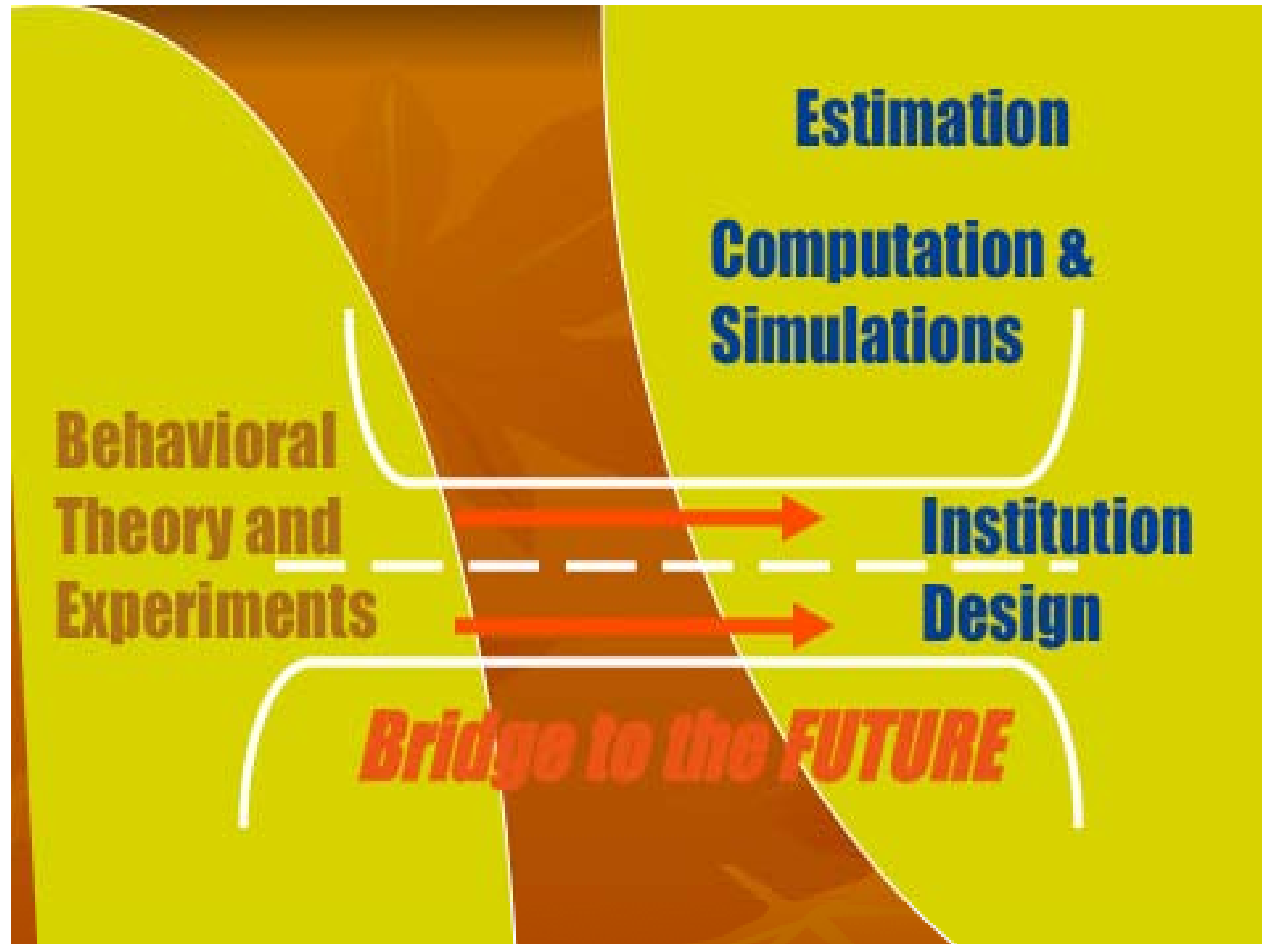 Estimation
Computation &
Simulations
Behavioral
Theory and
Experiments
Institution
Design
Bridge to the FUTURE